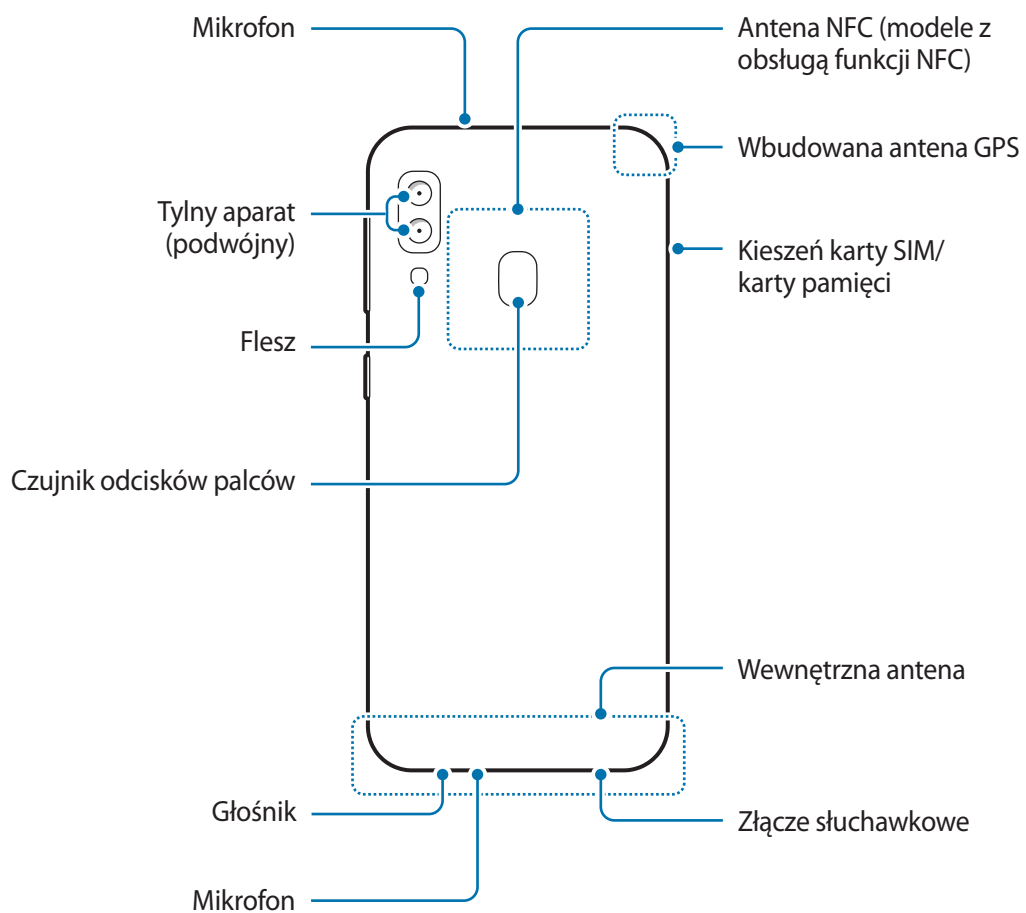 Mikrofon
Antena NFC (modele z
obsługą funkcji NFC)
Wbudowana antena GPS
Tylny aparat
(podwójny)
Kieszeń karty SIM/
karty pamięci
Flesz
Czujnik odcisków palców
Wewnętrzna antena
Głośnik
Złącze słuchawkowe
Mikrofon